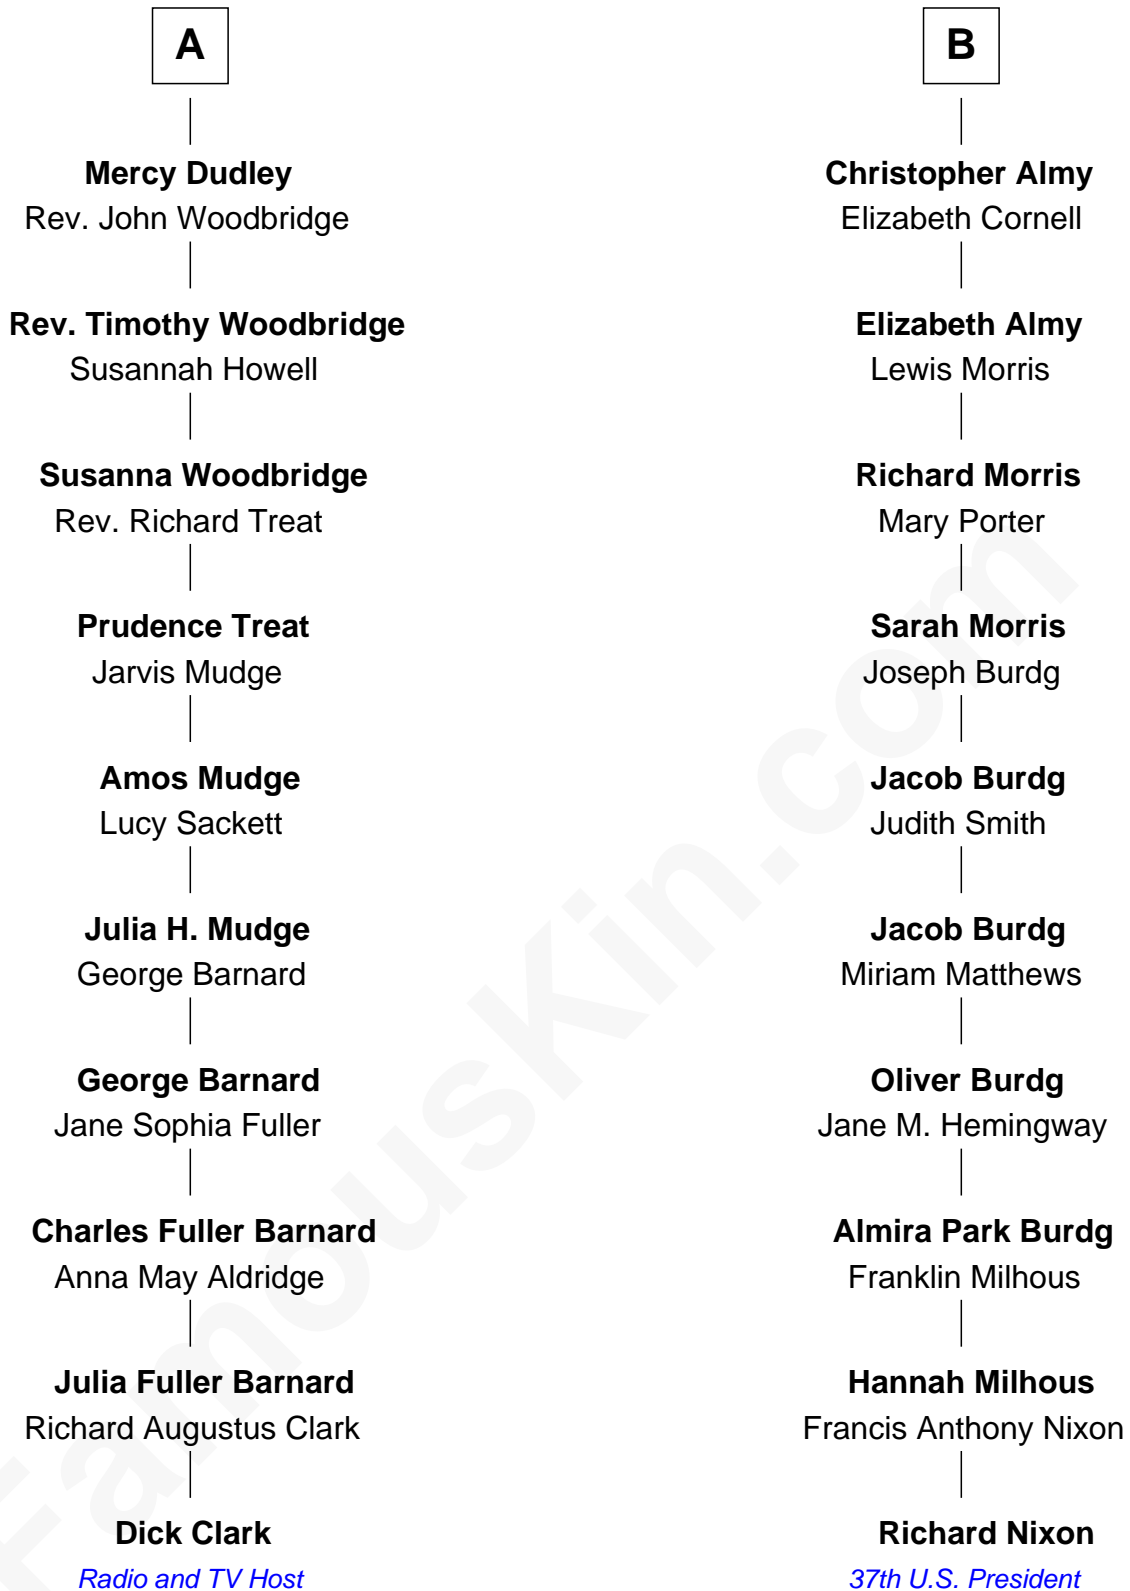 A
Mercy Dudley
Rev. John Woodbridge
Rev. Timothy Woodbridge
Susannah Howell
Susanna Woodbridge
Rev. Richard Treat
Prudence Treat
Jarvis Mudge
Amos Mudge
Lucy Sackett
Julia H. Mudge
George Barnard
George Barnard
Jane Sophia Fuller
Charles Fuller Barnard
Anna May Aldridge
Julia Fuller Barnard
Richard Augustus Clark
Dick Clark
Radio and TV Host
B
Christopher Almy
Elizabeth Cornell
Elizabeth Almy
Lewis Morris
Richard Morris
Mary Porter
Sarah Morris
Joseph Burdg
Jacob Burdg
Judith Smith
Jacob Burdg
Miriam Matthews
Oliver Burdg
Jane M. Hemingway
Almira Park Burdg
Franklin Milhous
Hannah Milhous
Francis Anthony Nixon
Richard Nixon
37th U.S. President
FamousKin.com